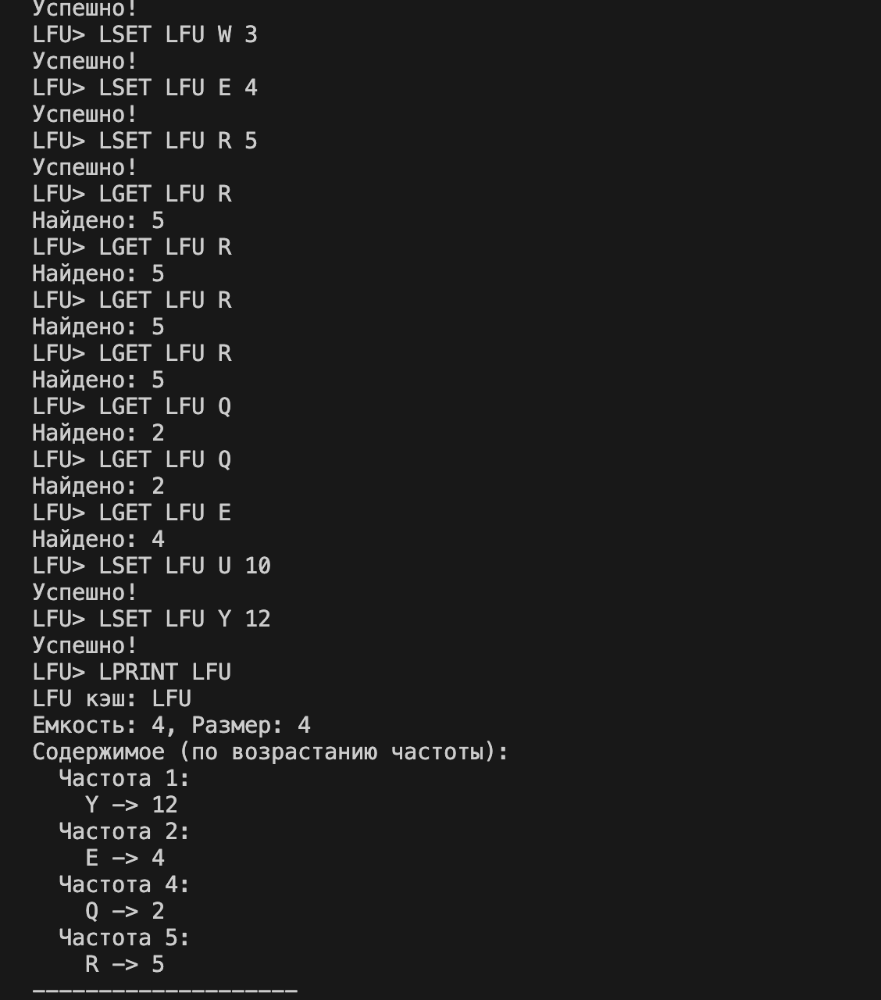 Успешно!
LFU> LSET LFU W 3
Успешно!
LFU> LSET LFU E 4
Успешно!
LFU> LSET LFU R 5
Успешно!
LFU> LGET LFU R
Найдено: 5
LFU> LGET LFU R
Найдено: 5
LFU> LGET LFU R
Найдено: 5
LFU> LGET LFU R
Найдено: 5
LFU> LGET LFU Q
Найдено: 2
LFU> LGET LFU Q
Найдено: 2
LFU> LGET LFU E
Найдено: 4
LFU> LSET LFU U 10
Успешно!
LFU> LSET LFU Y 12
Успешно!
LFU> LPRINT LFU
LFU кэш: LFU
Емкость: 4, Размер: 4
Содержимое (по возрастанию частоты):
  Частота 1:
    Y -> 12
  Частота 2:
    E -> 4
  Частота 4:
    Q -> 2
  Частота 5:
    R -> 5
--------------------